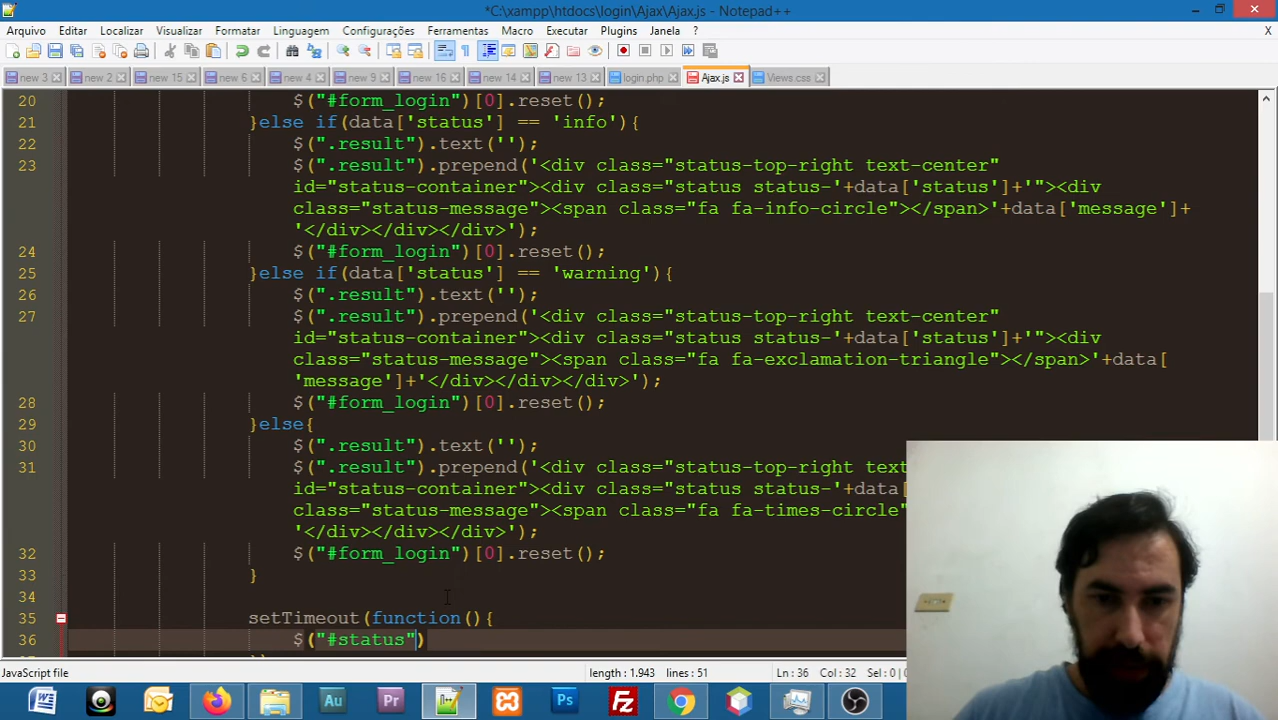 *C:\xampp\htdocs\login\Ajax\Ajax.js - Notepad++
Arquivo Editar Localizar Visualizar Formatar Linguagem Configurações Ferramentas Macro Executar Plugins Janela ? X
new 3 new 2 new 15 new 6 new 4 new 9 new 16 new 14 new 13 login.php Ajax.js Views.css
20 $("#form_login")[0].reset();
21 }else if(data['status'] == 'info'){
22 $(".result").text('');
23 $(".result").prepend('<div class="status-top-right text-center"
id="status-container"><div class="status status-'+data['status']+'"><div
class="status-message"><span class="fa fa-info-circle"></span>'+data['message']+
'</div></div></div>');
24 $("#form_login")[0].reset();
25 }else if(data['status'] == 'warning'){
26 $(".result").text('');
27 $(".result").prepend('<div class="status-top-right text-center"
id="status-container"><div class="status status-'+data['status']+'"><div
class="status-message"><span class="fa fa-exclamation-triangle"></span>'+data[
'message']+'</div></div></div>');
28 $("#form_login")[0].reset();
29 }else{
30 $(".result").text('');
31 $(".result").prepend('<div class="status-top-right text
id="status-container"><div class="status status-'+data
class="status-message"><span class="fa fa-times-circle"
'</div></div></div>');
32 $("#form_login")[0].reset();
33 }
34
35 setTimeout(function(){
36 $("#status")
JavaScript file length : 1.943 lines : 51 Ln : 36 Col : 32 Sel : 0 | 0
W Au Pr Fz Ps